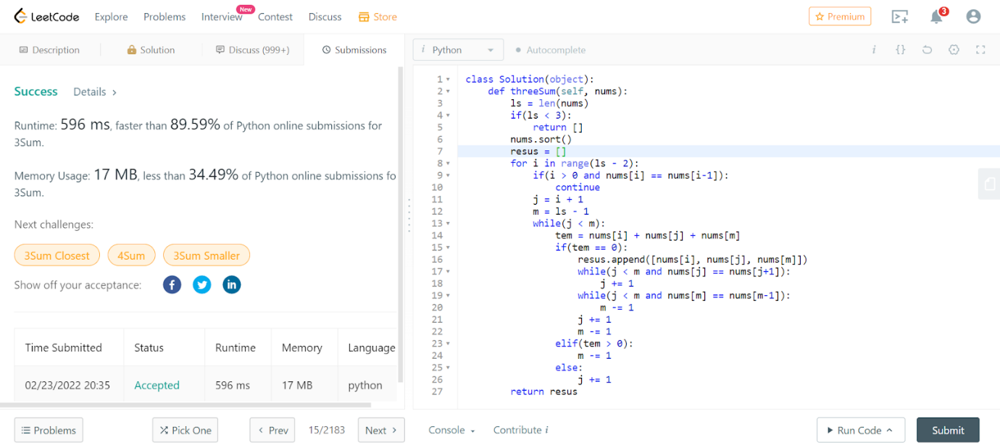 LeetCode Explore Problems Interview New Contest Discuss Store Premium 3
Description Solution Discuss (999+) Submissions
i Python Autocomplete i {}
Success Details >
Runtime: 596 ms, faster than 89.59% of Python online submissions for
3Sum.
Memory Usage: 17 MB, less than 34.49% of Python online submissions fo
3Sum.
Next challenges:
3Sum Closest 4Sum 3Sum Smaller
Show off your acceptance: f in
Time Submitted Status Runtime Memory Language
02/23/2022 20:35 Accepted 596 ms 17 MB python
1 class Solution(object):
2     def threeSum(self, nums):
3         ls = len(nums)
4         if(ls < 3):
5             return []
6         nums.sort()
7         resus = []
8         for i in range(ls - 2):
9             if(i > 0 and nums[i] == nums[i-1]):
10                 continue
11             j = i + 1
12             m = ls - 1
13             while(j < m):
14                 tem = nums[i] + nums[j] + nums[m]
15                 if(tem == 0):
16                     resus.append([nums[i], nums[j], nums[m]])
17                     while(j < m and nums[j] == nums[j+1]):
18                         j += 1
19                     while(j < m and nums[m] == nums[m-1]):
20                         m -= 1
21                     j += 1
22                     m -= 1
23                 elif(tem > 0):
24                     m -= 1
25                 else:
26                     j += 1
27         return resus
Problems Pick One < Prev 15/2183 Next > Console Contribute i Run Code Submit